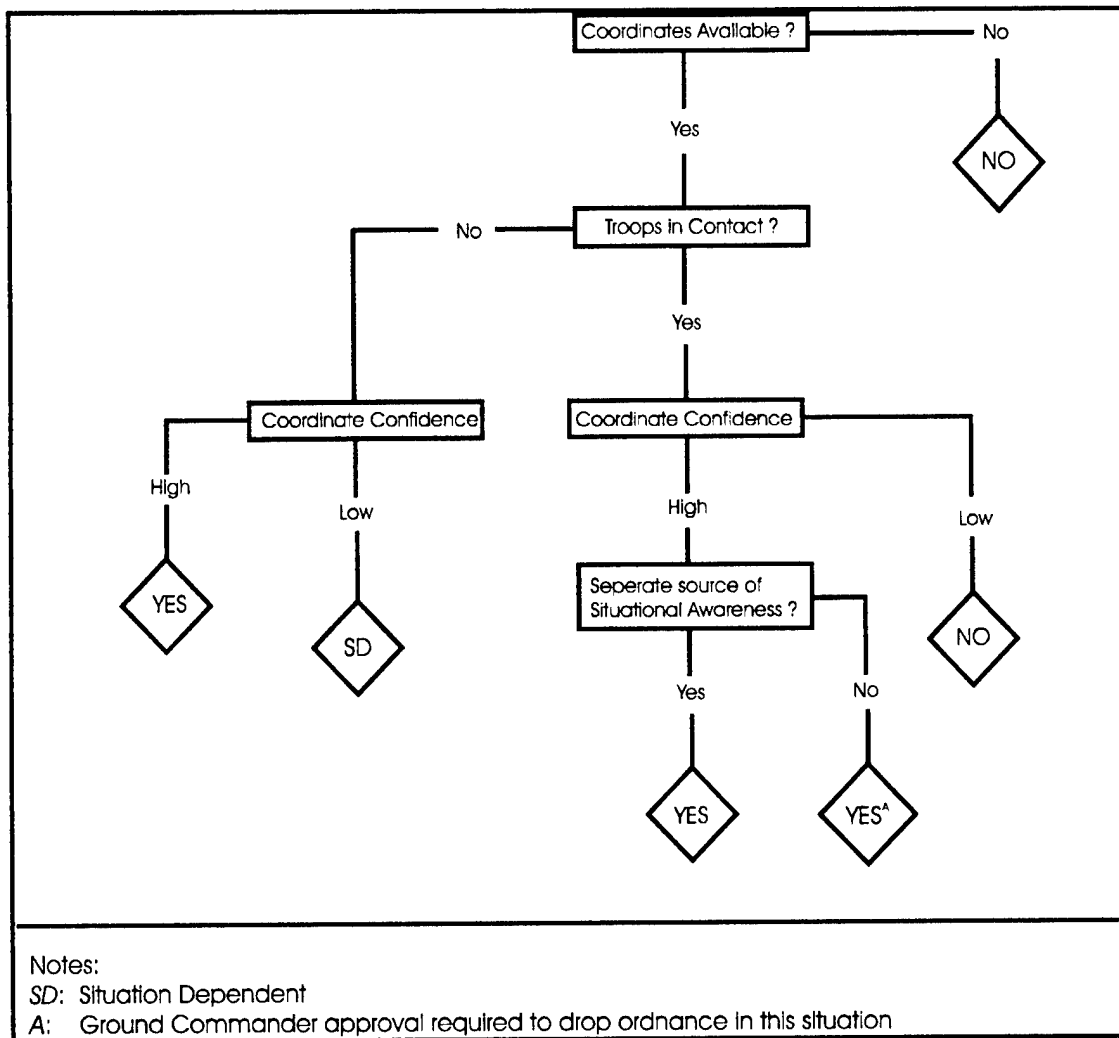 Coordinates Available ?
No
Yes
NO
Troops in Contact ?
No
Yes
Coordinate Confidence
Coordinate Confidence
High
Low
High
Low
YES
SD
Seperate source of
Situational Awareness ?
NO
Yes
No
YES
YES^A
Notes:
SD: Situation Dependent
A: Ground Commander approval required to drop ordnance in this situation